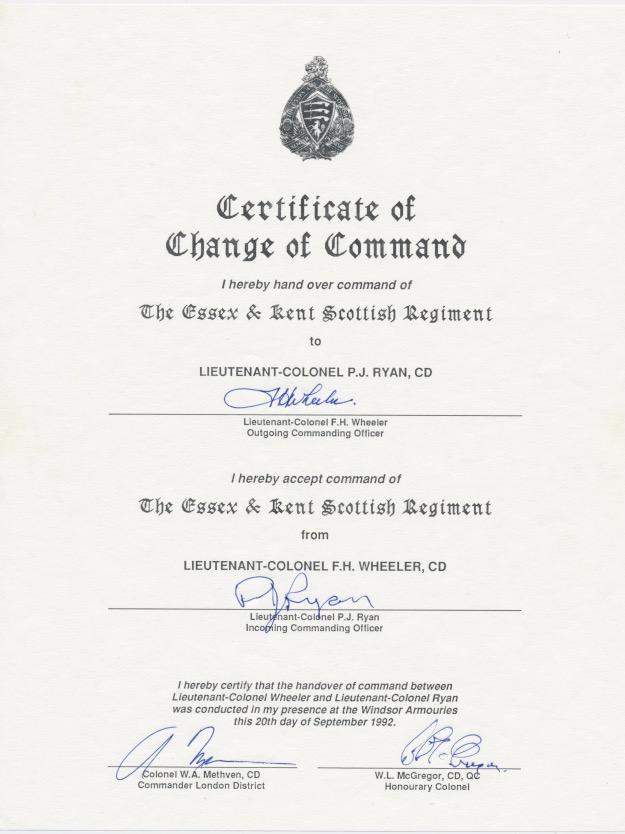 Certificate of
Change of Command
I hereby hand over command of
The Essex & Kent Scottish Regiment
to
LIEUTENANT-COLONEL P.J. RYAN, CD
Lieutenant-Colonel F.H. Wheeler
Outgoing Commanding Officer
I hereby accept command of
The Essex & Kent Scottish Regiment
from
LIEUTENANT-COLONEL F.H. WHEELER, CD
PJ Ryan
Lieutenant-Colonel P.J. Ryan
Incoming Commanding Officer
I hereby certify that the handover of command between
Lieutenant-Colonel Wheeler and Lieutenant-Colonel Ryan
was conducted in my presence at the Windsor Armouries
this 20th day of September 1992.
Colonel W.A. Methven, CD
Commander London District
W.L. McGregor, CD, QC
Honourary Colonel